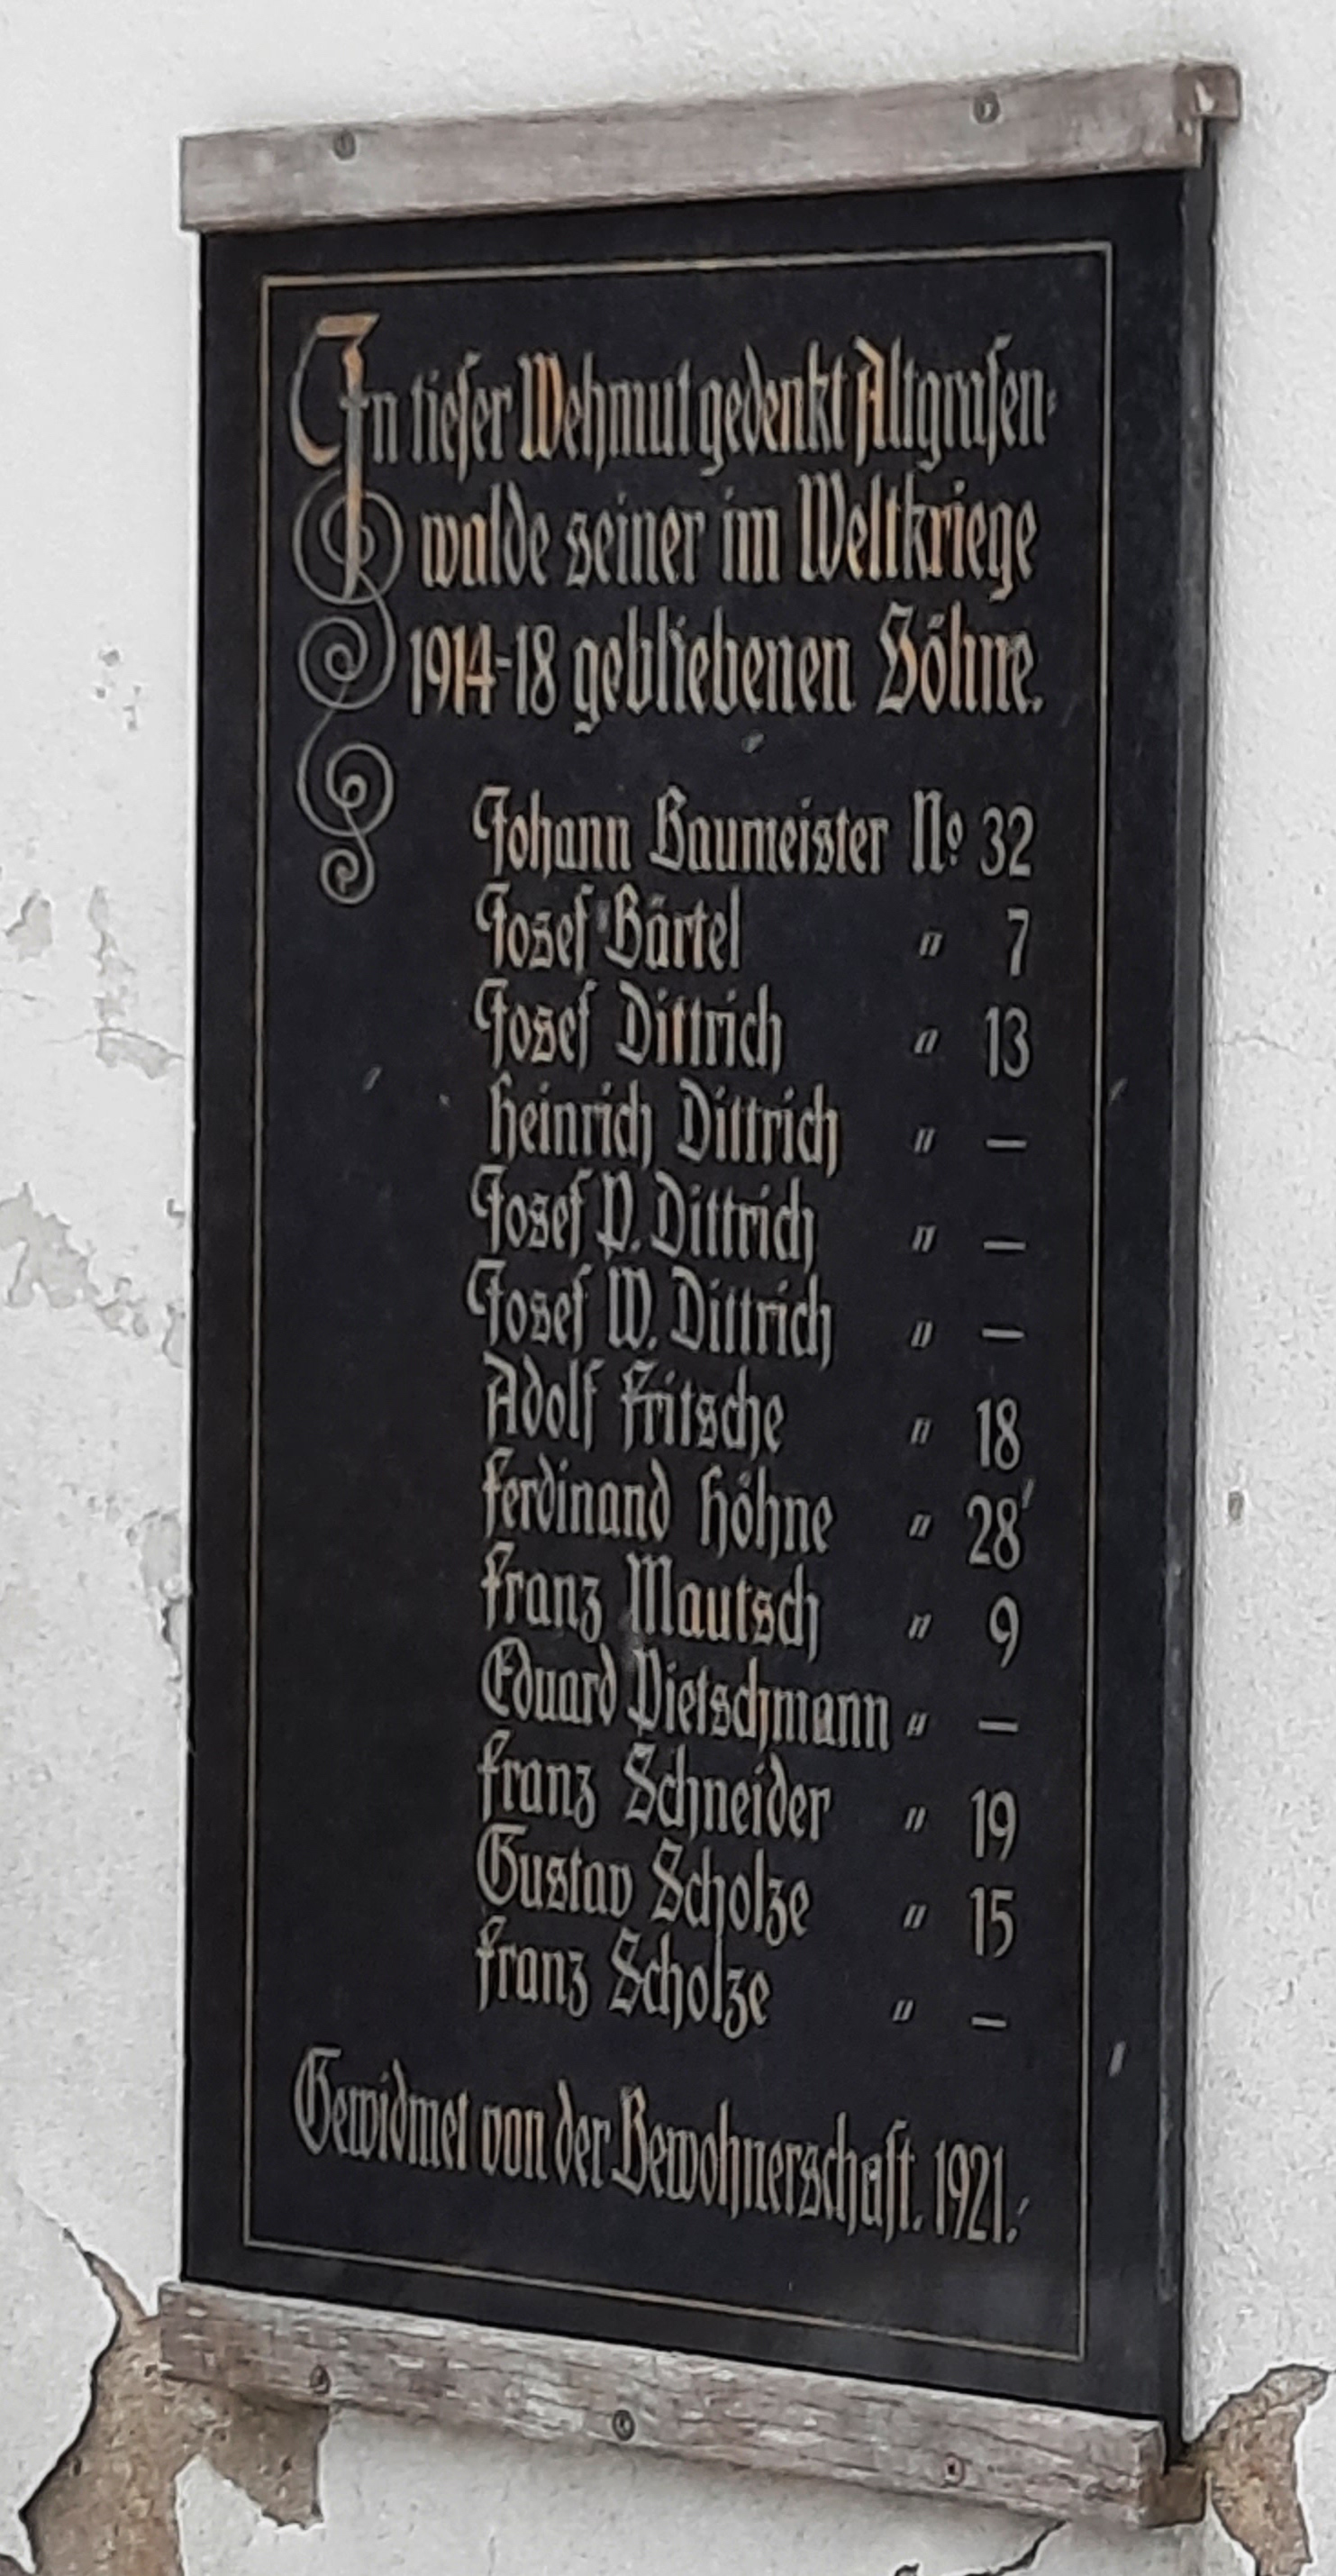 In tiefer Wehmut gedenkt Altgrafen-
walde seiner im Weltkriege
1914-18 gebliebenen Söhne.
Johann Baumeister No 32
Josef Bärtel " 7
Josef Dittrich " 13
Heinrich Dittrich " —
Josef P. Dittrich " —
Josef W. Dittrich " —
Adolf Fritsche " 18
Ferdinand Höhne " 28
Franz Mautsch " 9
Eduard Pietschmann " —
Franz Schneider " 19
Gustav Scholze " 15
Franz Scholze " —
Gewidmet von der Bewohnerschaft. 1921.